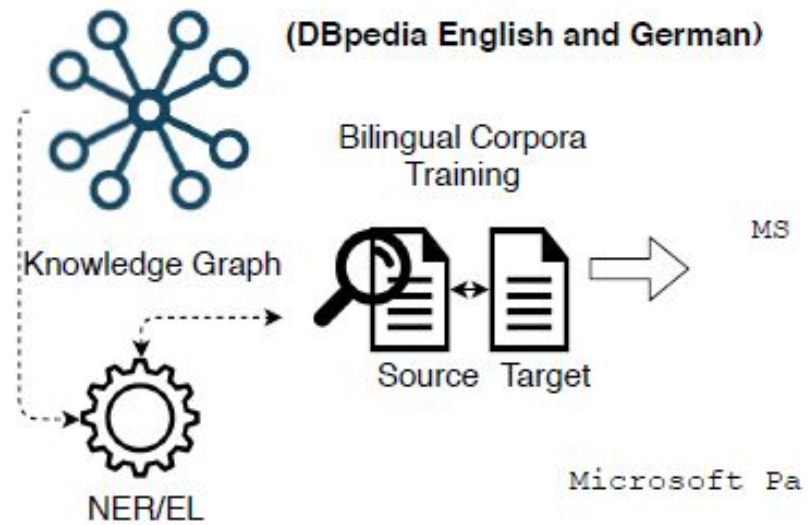 (DBpedia English and German)
Bilingual Corpora
Training
MS
Knowledge Graph
Source Target
Microsoft Pa
NER/EL